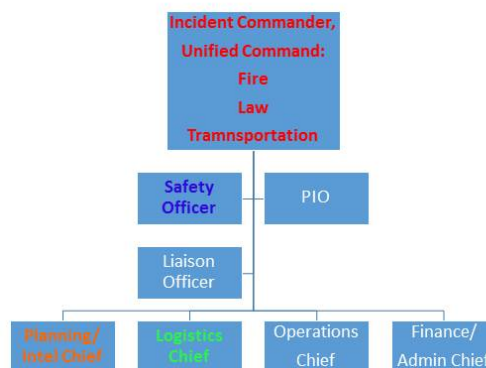 Incident Commander,
Unified Command:
Fire
Law
Tramnsportation
Safety
Officer
PIO
Liaison
Officer
Planning/
Intel Chief
Logistics
Chief
Operations
Chief
Finance/
Admin Chief